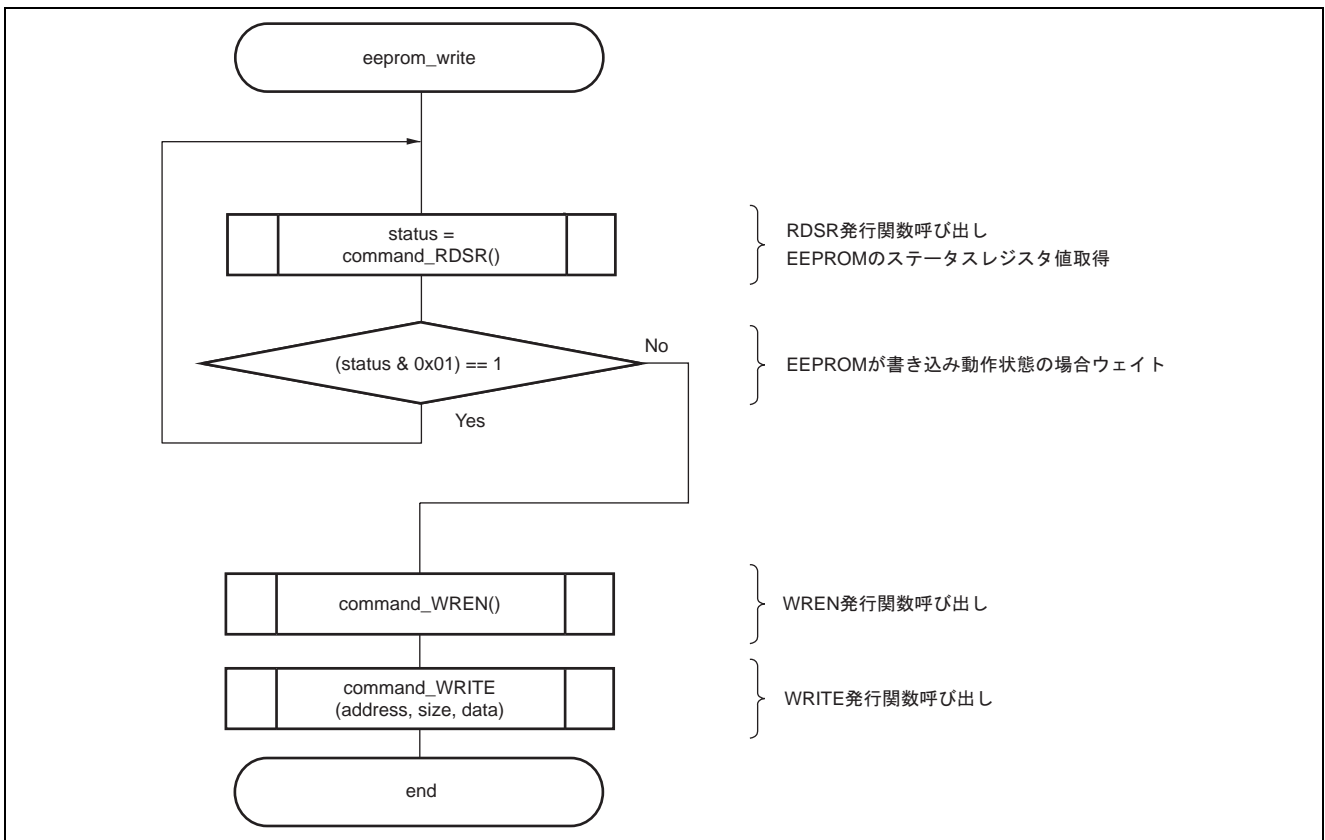 eeprom_write
status =
command_RDSR()
RDSR発行関数呼び出し
EEPROMのステータスレジスタ値取得
(status & 0x01) == 1
No
EEPROMが書き込み動作状態の場合ウェイト
Yes
command_WREN()
WREN発行関数呼び出し
command_WRITE
(address, size, data)
WRITE発行関数呼び出し
end